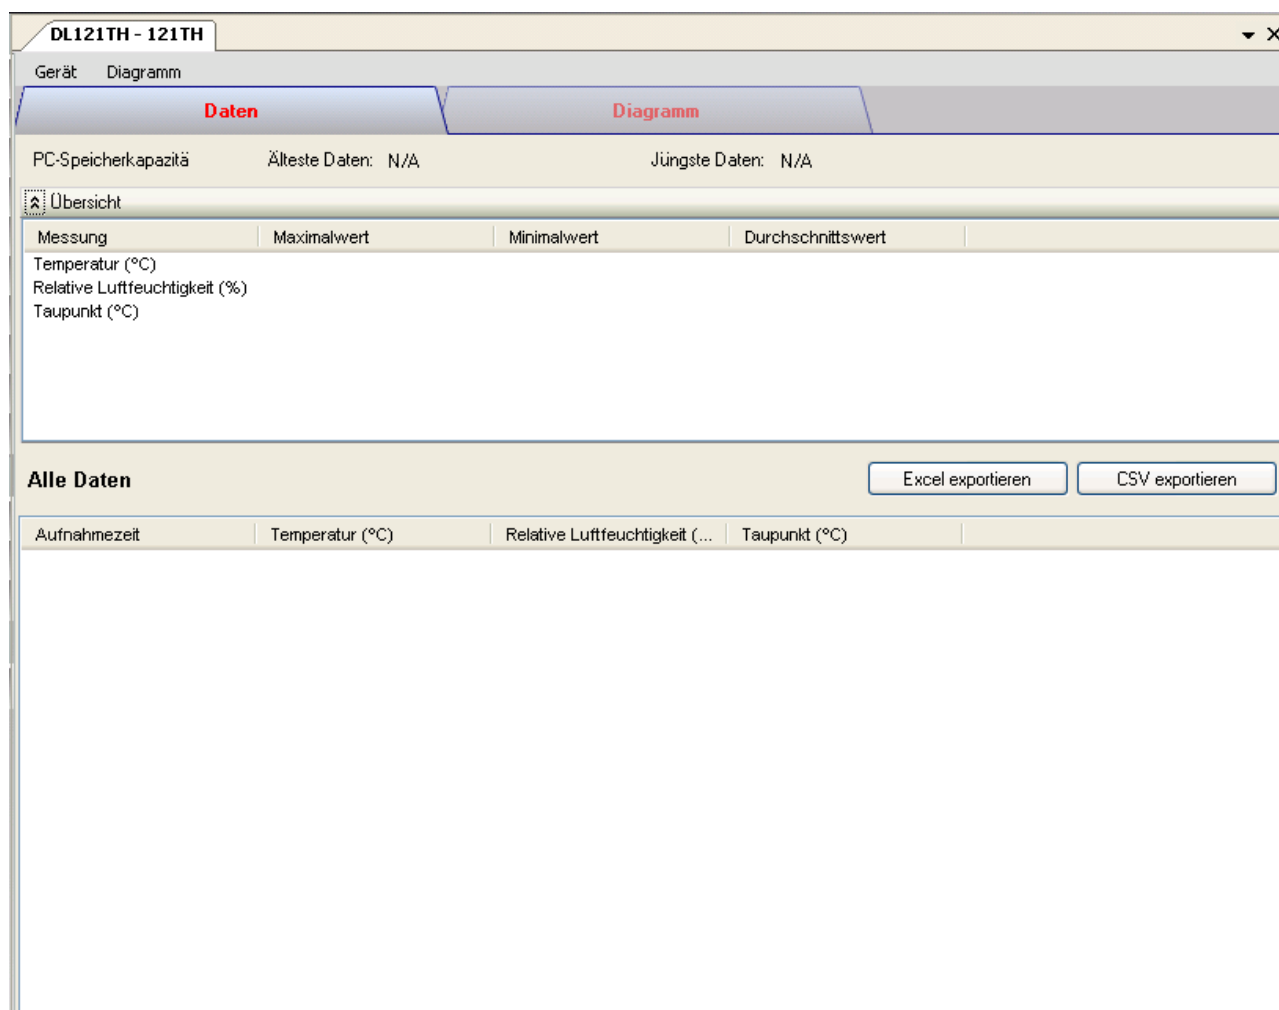 DL121TH - 121TH
Gerät Diagramm
Daten Diagramm
PC-Speicherkapazitä Älteste Daten: N/A Jüngste Daten: N/A
Übersicht
Messung Maximalwert Minimalwert Durchschnittswert
Temperatur (°C)
Relative Luftfeuchtigkeit (%)
Taupunkt (°C)
Alle Daten Excel exportieren CSV exportieren
Aufnahmezeit Temperatur (°C) Relative Luftfeuchtigkeit (... Taupunkt (°C)